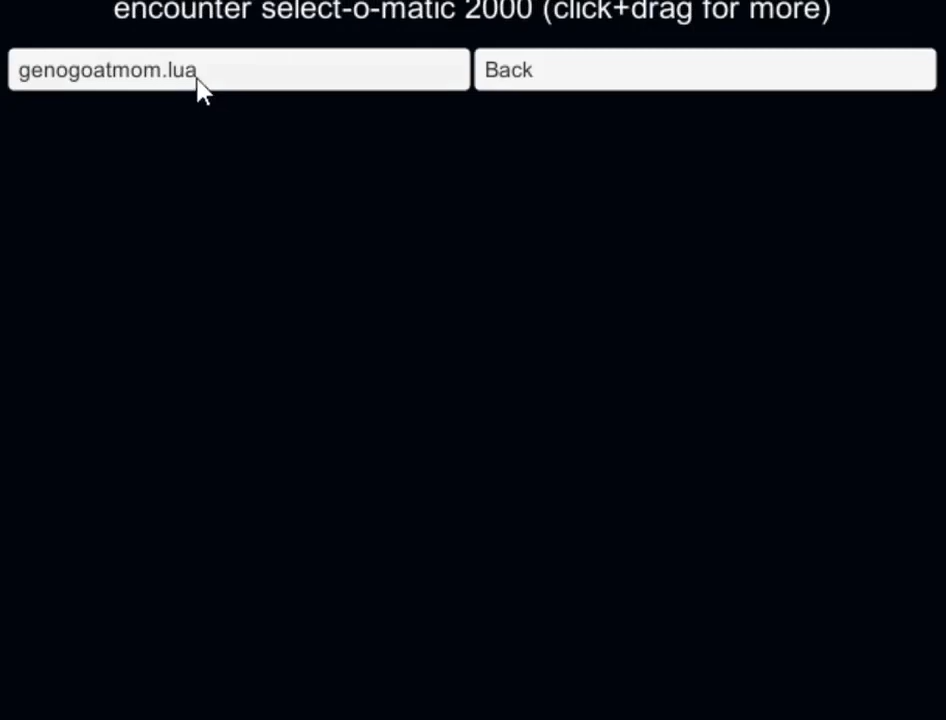 encounter select-o-matic 2000 (click+drag for more)
genogoatmom.lua
Back